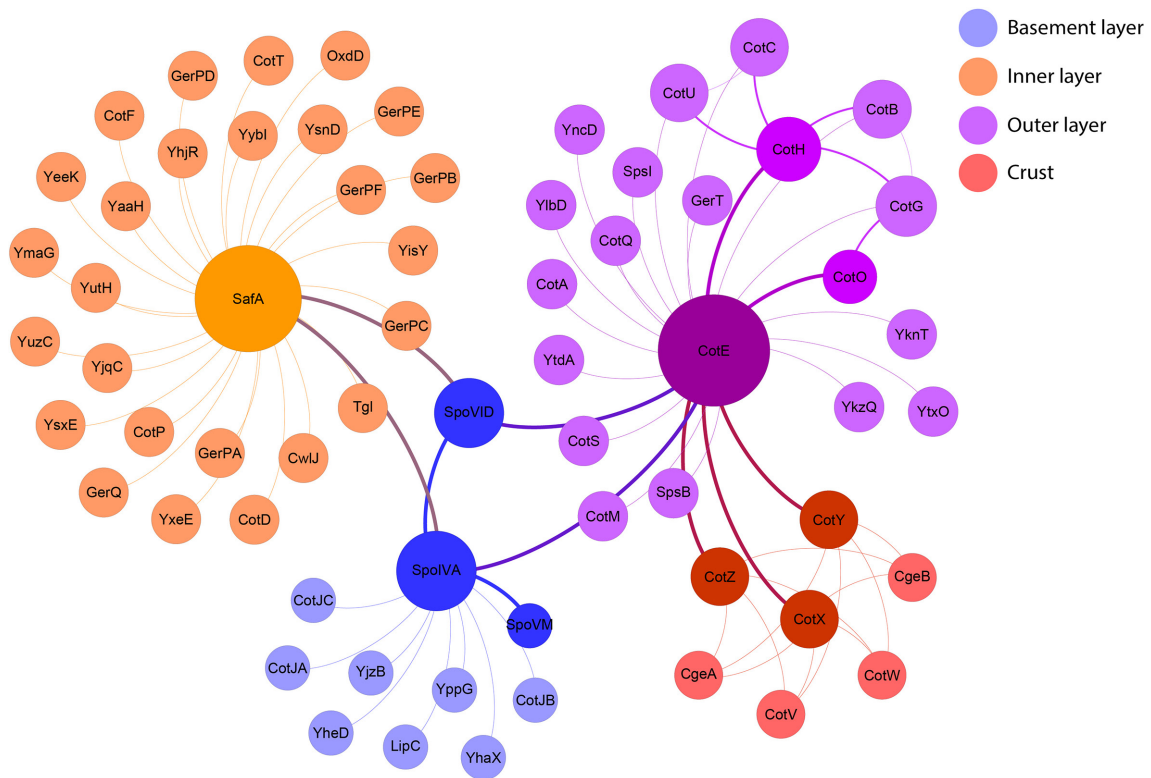 Basement layer
Inner layer
Outer layer
Crust
CotT
OxdD
GerPD
GerPE
CotF
YybI
YsnD
YhjR
GerPB
GerPF
YeeK
YaaH
YisY
YmaG
YutH
SafA
GerPC
YuzC
YjqC
Tgl
YsxE
CotP
GerPA
CwlJ
GerQ
YxeE
CotD
CotC
CotU
CotB
YncD
CotH
SpsI
GerT
YlbD
CotG
CotQ
CotO
CotA
YknT
CotE
YtdA
YkzQ
YtxO
SpoVID
CotS
SpsB
CotM
CotY
SpoIVA
CotZ
CgeB
CotX
CotJC
SpoVM
CotJA
YjzB
YppG
CotJB
CgeA
CotW
CotV
YheD
LipC
YhaX